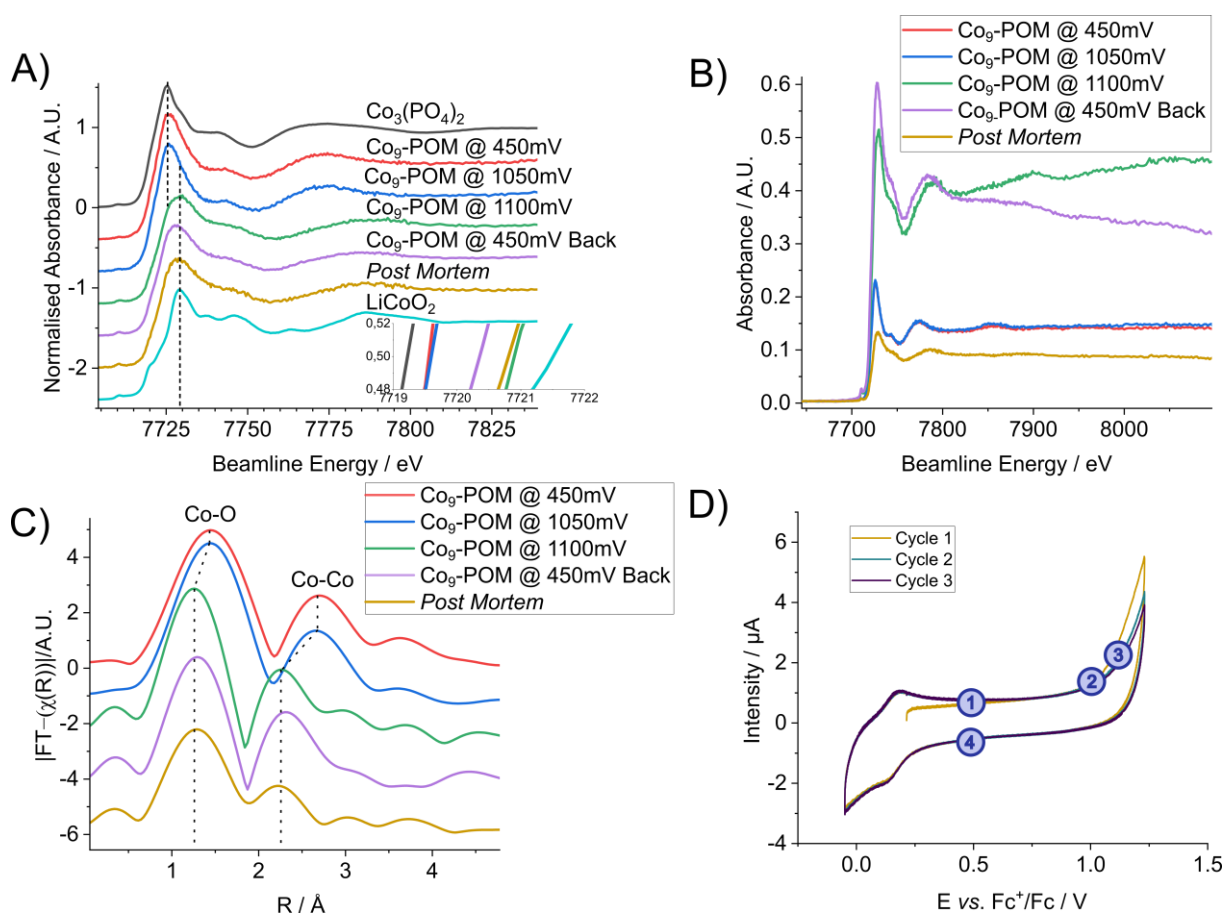 A)
Normalised Absorbance / A.U.
1
0
-1
-2
Co₃(PO₄)₂
Co₉-POM @ 450mV
Co₉-POM @ 1050mV
Co₉-POM @ 1100mV
Co₉-POM @ 450mV Back
Post Mortem
LiCoO₂
0,52
0,50
0,48
7719 7720 7721 7722
7725 7750 7775 7800 7825
Beamline Energy / eV
B)
Co₉-POM @ 450mV
Co₉-POM @ 1050mV
Co₉-POM @ 1100mV
Co₉-POM @ 450mV Back
Post Mortem
Absorbance / A.U.
0.6
0.5
0.4
0.3
0.2
0.1
0.0
7700 7800 7900 8000
Beamline Energy / eV
C)
Co₉-POM @ 450mV
Co₉-POM @ 1050mV
Co₉-POM @ 1100mV
Co₉-POM @ 450mV Back
Post Mortem
Co-O
Co-Co
|FT−(χ(R))|/A.U.
4
2
0
-2
-4
-6
1 2 3 4
R / Å
D)
Cycle 1
Cycle 2
Cycle 3
Intensity / µA
6
4
2
0
-2
-4
1
2
3
4
0.0 0.5 1.0 1.5
E vs. Fc⁺/Fc / V